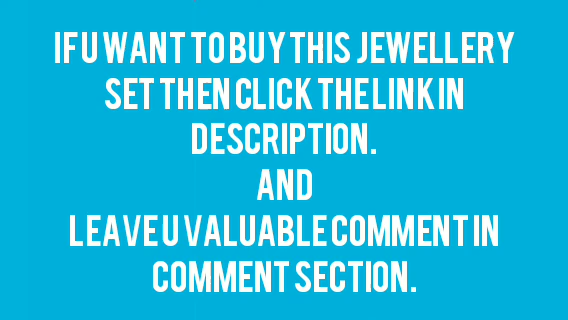 IF U WANT TO BUY THIS JEWELLERY
SET THEN CLICK THE LINK IN
DESCRIPTION.
AND
LEAVE U VALUABLE COMMENT IN
COMMENT SECTION.